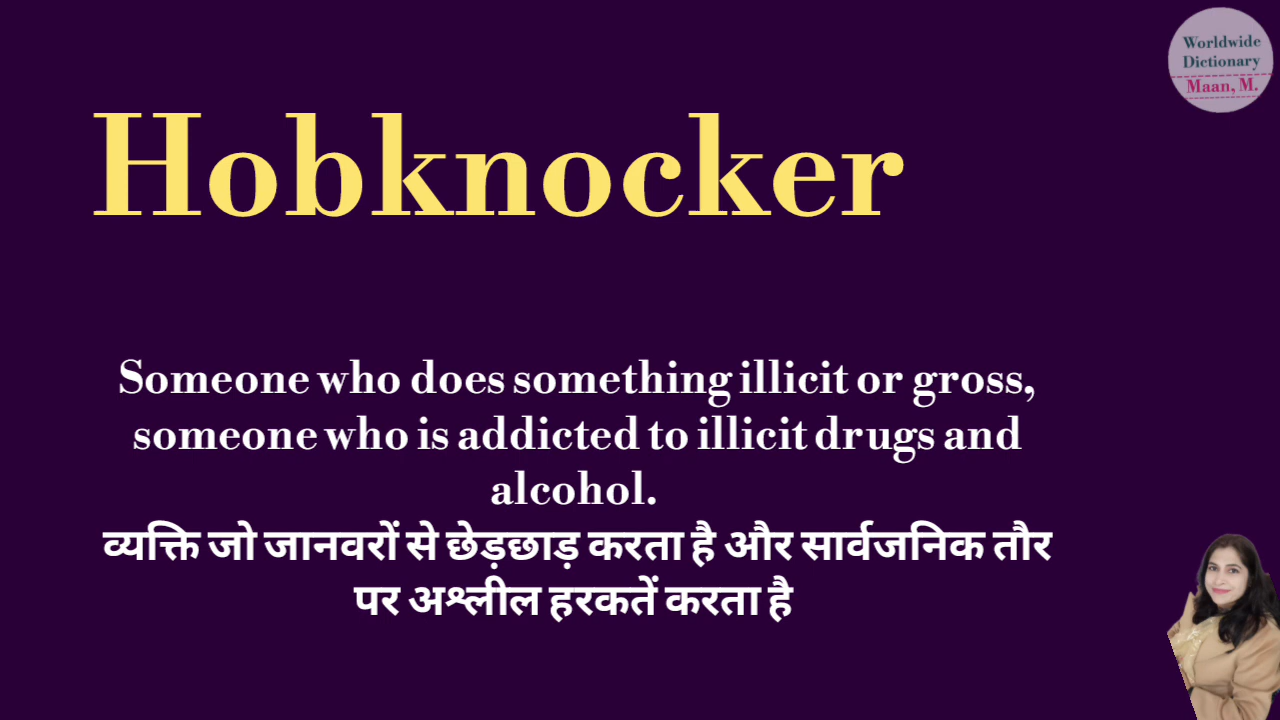 Worldwide
Dictionary
Maan, M.
Hobknocker
Someone who does something illicit or gross,
someone who is addicted to illicit drugs and
alcohol.
व्यक्ति जो जानवरों से छेड़छाड़ करता है और सार्वजनिक तौर
पर अश्लील हरकतें करता है